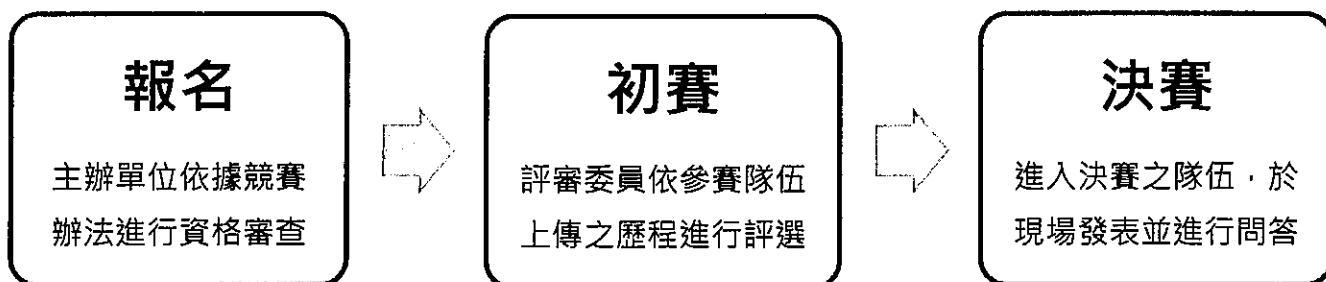 報名
主辦單位依據競賽
辦法進行資格審查
初賽
評審委員依參賽隊伍
上傳之歷程進行評選
決賽
進入決賽之隊伍，於
現場發表並進行問答